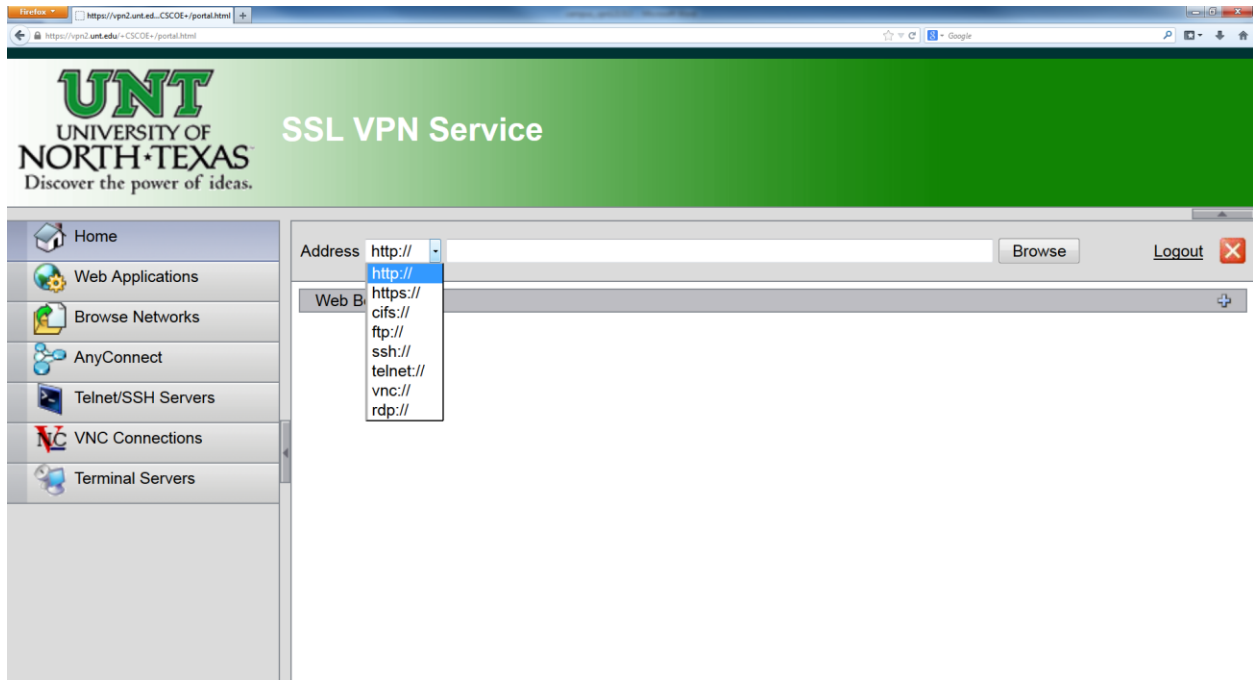 Firefox
https://vpn2.unt.ed...CSCOE+/portal.html
https://vpn2.unt.edu/+CSCOE+/portal.html
Google
UNT
UNIVERSITY OF
NORTH TEXAS
Discover the power of ideas.
SSL VPN Service
Home
Web Applications
Browse Networks
AnyConnect
Telnet/SSH Servers
VNC Connections
Terminal Servers
Address http:// Browse Logout
http://
https://
cifs://
ftp://
ssh://
telnet://
vnc://
rdp://
Web B